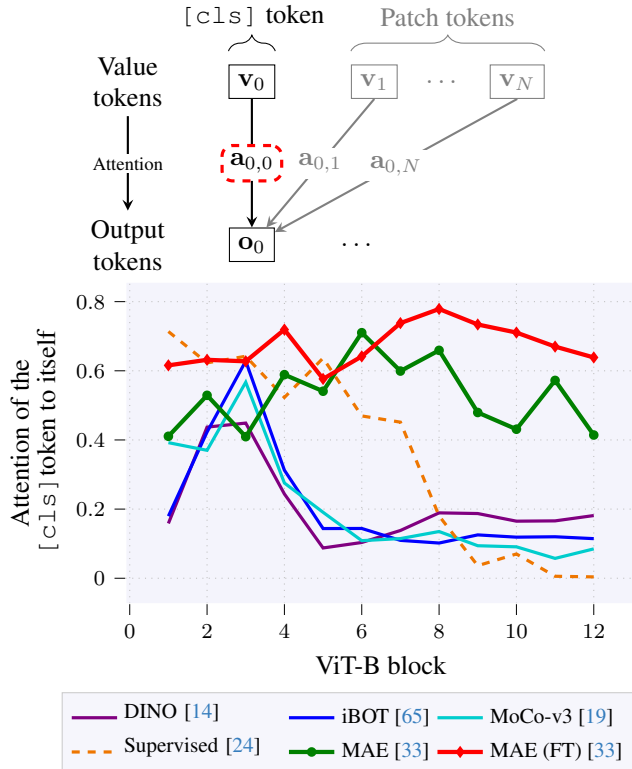 [cls] token
Patch tokens
Value
tokens
v0
v1
...
vN
Attention
a0,0
a0,1
a0,N
Output
tokens
o0
...
Attention of the
[cls] token to itself
0.8
0.6
0.4
0.2
0
0 2 4 6 8 10 12
ViT-B block
DINO [14] iBOT [65] MoCo-v3 [19]
Supervised [24] MAE [33] MAE (FT) [33]